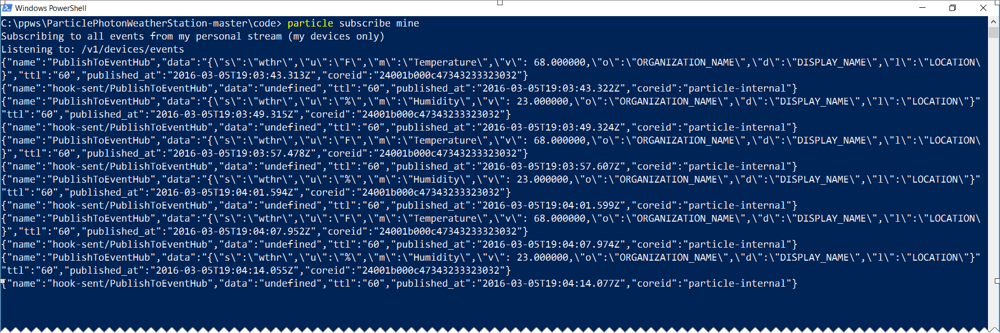 Windows PowerShell
C:\ppws\ParticlePhotonWeatherStation-master\code> particle subscribe mine
Subscribing to all events from my personal stream (my devices only)
Listening to: /v1/devices/events
{"name":"PublishToEventHub","data":"{\"s\":\"wthr\",\"u\":\"F\",\"m\":\"Temperature\",\"v\": 68.000000,\"o\":\"ORGANIZATION_NAME\",\"d\":\"DISPLAY_NAME\",\"l\":\"LOCATION\
}","ttl":"60","published_at":"2016-03-05T19:03:43.313Z","coreid":"24001b000c47343233323032"}
{"name":"hook-sent/PublishToEventHub","data":"undefined","ttl":"60","published_at":"2016-03-05T19:03:43.322Z","coreid":"particle-internal"}
{"name":"PublishToEventHub","data":"{\"s\":\"wthr\",\"u\":\"%\",\"m\":\"Humidity\",\"v\": 23.000000,\"o\":\"ORGANIZATION_NAME\",\"d\":\"DISPLAY_NAME\",\"l\":\"LOCATION\"}"
"ttl":"60","published_at":"2016-03-05T19:03:49.315Z","coreid":"24001b000c47343233323032"}
{"name":"hook-sent/PublishToEventHub","data":"undefined","ttl":"60","published_at":"2016-03-05T19:03:49.324Z","coreid":"particle-internal"}
{"name":"PublishToEventHub","data":"{\"s\":\"wthr\",\"u\":\"F\",\"m\":\"Temperature\",\"v\": 68.000000,\"o\":\"ORGANIZATION_NAME\",\"d\":\"DISPLAY_NAME\",\"l\":\"LOCATION\
}","ttl":"60","published_at":"2016-03-05T19:03:57.478Z","coreid":"24001b000c47343233323032"}
{"name":"hook-sent/PublishToEventHub","data":"undefined","ttl":"60","published_at":"2016-03-05T19:03:57.607Z","coreid":"particle-internal"}
{"name":"PublishToEventHub","data":"{\"s\":\"wthr\",\"u\":\"%\",\"m\":\"Humidity\",\"v\": 23.000000,\"o\":\"ORGANIZATION_NAME\",\"d\":\"DISPLAY_NAME\",\"l\":\"LOCATION\"}"
"ttl":"60","published_at":"2016-03-05T19:04:01.594Z","coreid":"24001b000c47343233323032"}
{"name":"hook-sent/PublishToEventHub","data":"undefined","ttl":"60","published_at":"2016-03-05T19:04:01.599Z","coreid":"particle-internal"}
{"name":"PublishToEventHub","data":"{\"s\":\"wthr\",\"u\":\"F\",\"m\":\"Temperature\",\"v\": 68.000000,\"o\":\"ORGANIZATION_NAME\",\"d\":\"DISPLAY_NAME\",\"l\":\"LOCATION\
}","ttl":"60","published_at":"2016-03-05T19:04:07.952Z","coreid":"24001b000c47343233323032"}
{"name":"hook-sent/PublishToEventHub","data":"undefined","ttl":"60","published_at":"2016-03-05T19:04:07.974Z","coreid":"particle-internal"}
{"name":"PublishToEventHub","data":"{\"s\":\"wthr\",\"u\":\"%\",\"m\":\"Humidity\",\"v\": 23.000000,\"o\":\"ORGANIZATION_NAME\",\"d\":\"DISPLAY_NAME\",\"l\":\"LOCATION\"}"
"ttl":"60","published_at":"2016-03-05T19:04:14.055Z","coreid":"24001b000c47343233323032"}
{"name":"hook-sent/PublishToEventHub","data":"undefined","ttl":"60","published_at":"2016-03-05T19:04:14.077Z","coreid":"particle-internal"}